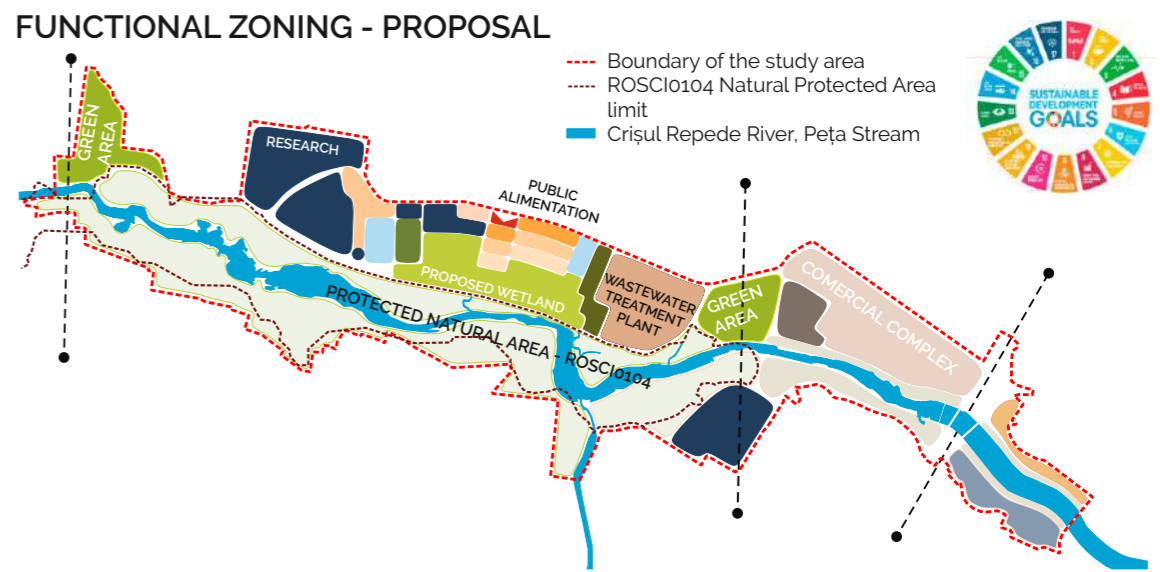 FUNCTIONAL ZONING - PROPOSAL
Boundary of the study area
ROSCI0104 Natural Protected Area
limit
Crișul Repede River, Peța Stream
SUSTAINABLE
DEVELOPMENT
GOALS
GREEN
AREA
RESEARCH
PUBLIC
ALIMENTATION
PROPOSED WETLAND
WASTEWATER
TREATMENT
PLANT
GREEN
AREA
COMERCIAL COMPLEX
PROTECTED NATURAL AREA - ROSCI0104